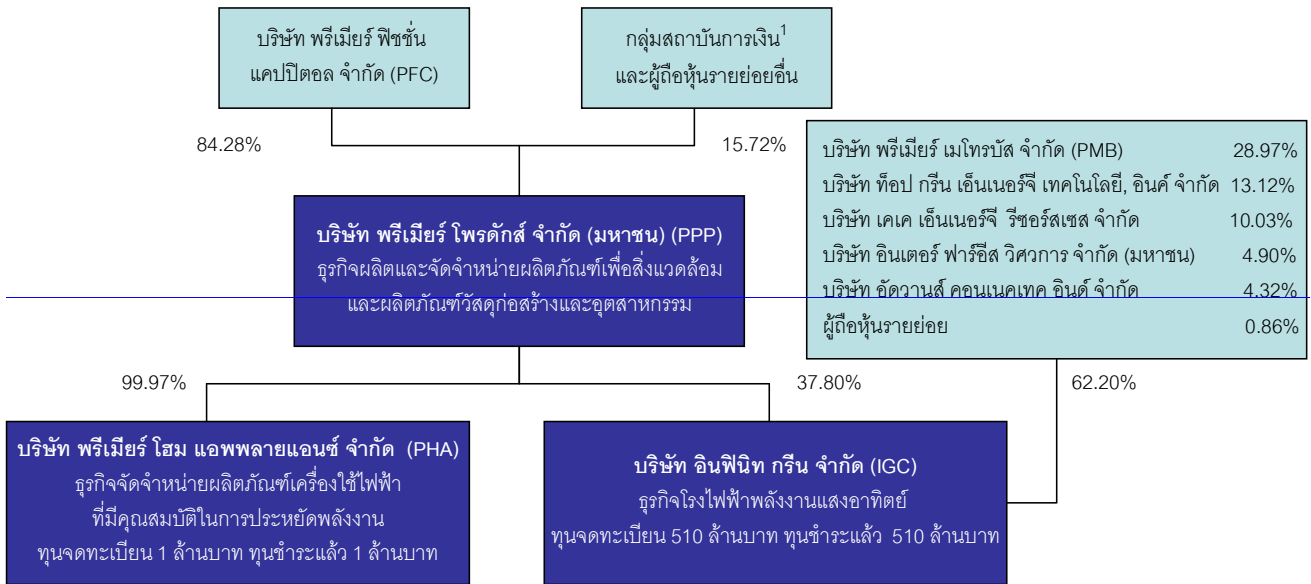 บริษัท พรีเมียร์ ฟิชชั่น
แคปปิตอล จำกัด (PFC)
กลุ่มสถาบันการเงิน1
และผู้ถือหุ้นรายย่อยอื่น
84.28%
15.72%
บริษัท พรีเมียร์ เมโทรบัส จำกัด (PMB) 28.97%
บริษัท ท็อป กรีน เอ็นเนอร์จี เทคโนโลยี, อินค์ จำกัด 13.12%
บริษัท เคเค เอ็นเนอร์จี รีซอร์สเซส จำกัด 10.03%
บริษัท อินเตอร์ ฟาร์อีส วิศวการ จำกัด (มหาชน) 4.90%
บริษัท อัดวานส์ คอนเนคเทค อินด์ จำกัด 4.32%
ผู้ถือหุ้นรายย่อย 0.86%
บริษัท พรีเมียร์ โพรดักส์ จำกัด (มหาชน) (PPP)
ธุรกิจผลิตและจัดจำหน่ายผลิตภัณฑ์เพื่อสิ่งแวดล้อม
และผลิตภัณฑ์วัสดุก่อสร้างและอุตสาหกรรม
99.97%
37.80%
62.20%
บริษัท พรีเมียร์ โฮม แอพพลายแอนซ์ จำกัด (PHA)
ธุรกิจจัดจำหน่ายผลิตภัณฑ์เครื่องใช้ไฟฟ้า
ที่มีคุณสมบัติในการประหยัดพลังงาน
ทุนจดทะเบียน 1 ล้านบาท ทุนชำระแล้ว 1 ล้านบาท
บริษัท อินฟินิท กรีน จำกัด (IGC)
ธุรกิจโรงไฟฟ้าพลังงานแสงอาทิตย์
ทุนจดทะเบียน 510 ล้านบาท ทุนชำระแล้ว 510 ล้านบาท